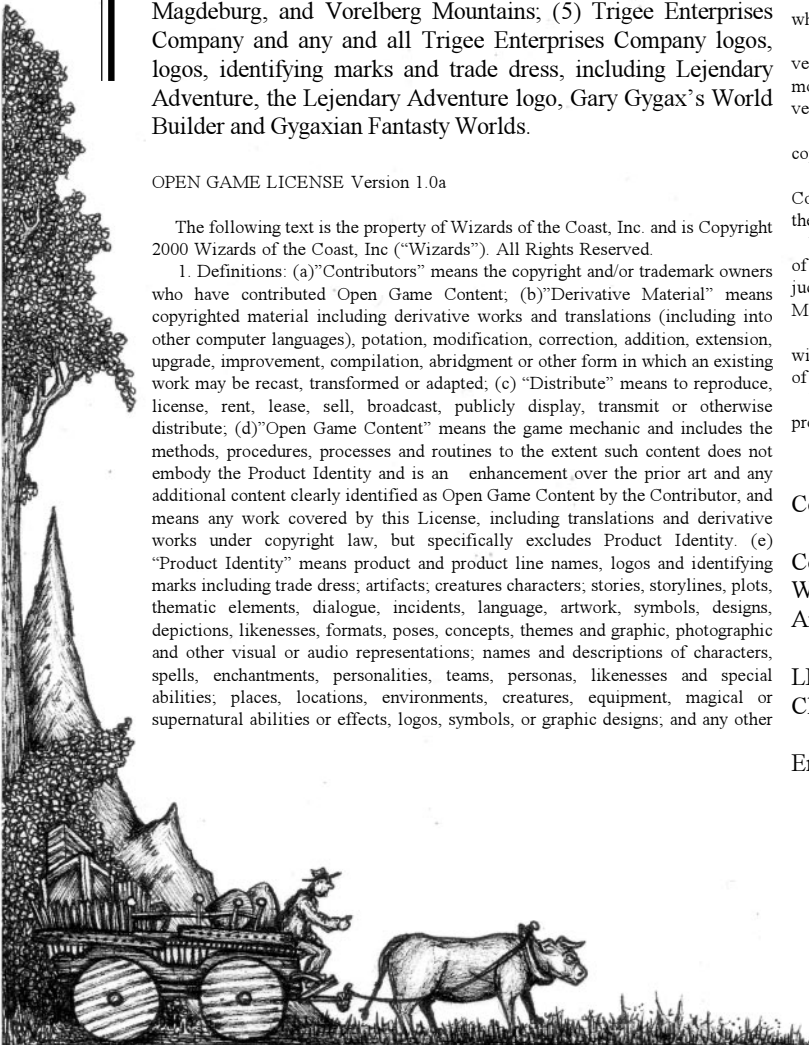 Magdeburg, and Vorelberg Mountains; (5) Trigee Enterprises
Company and any and all Trigee Enterprises Company logos,
logos, identifying marks and trade dress, including Lejendary
Adventure, the Lejendary Adventure logo, Gary Gygax's World
Builder and Gygaxian Fantasty Worlds.
OPEN GAME LICENSE Version 1.0a
The following text is the property of Wizards of the Coast, Inc. and is Copyright
2000 Wizards of the Coast, Inc (“Wizards”). All Rights Reserved.
1. Definitions: (a)”Contributors” means the copyright and/or trademark owners
who have contributed Open Game Content; (b)”Derivative Material” means
copyrighted material including derivative works and translations (including into
other computer languages), potation, modification, correction, addition, extension,
upgrade, improvement, compilation, abridgment or other form in which an existing
work may be recast, transformed or adapted; (c) “Distribute” means to reproduce,
license, rent, lease, sell, broadcast, publicly display, transmit or otherwise
distribute; (d)”Open Game Content” means the game mechanic and includes the
methods, procedures, processes and routines to the extent such content does not
embody the Product Identity and is an enhancement over the prior art and any
additional content clearly identified as Open Game Content by the Contributor, and
means any work covered by this License, including translations and derivative
works under copyright law, but specifically excludes Product Identity. (e)
“Product Identity” means product and product line names, logos and identifying
marks including trade dress; artifacts; creatures characters; stories, storylines, plots,
thematic elements, dialogue, incidents, language, artwork, symbols, designs,
depictions, likenesses, formats, poses, concepts, themes and graphic, photographic
and other visual or audio representations; names and descriptions of characters,
spells, enchantments, personalities, teams, personas, likenesses and special
abilities; places, locations, environments, creatures, equipment, magical or
supernatural abilities or effects, logos, symbols, or graphic designs; and any other
of
of